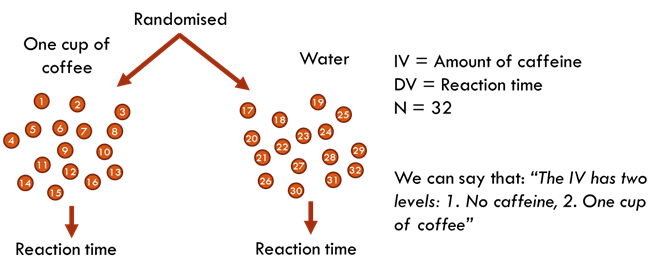 Randomised
One cup of
coffee
Water
1
2
3
4
5
6
7
8
9
10
11
12
13
14
15
16
17
18
19
25
20
22
23
24
21
27
28
29
26
30
31
32
Reaction time
Reaction time
IV = Amount of caffeine
DV = Reaction time
N = 32
We can say that: “The IV has two
levels: 1. No caffeine, 2. One cup
of coffee”